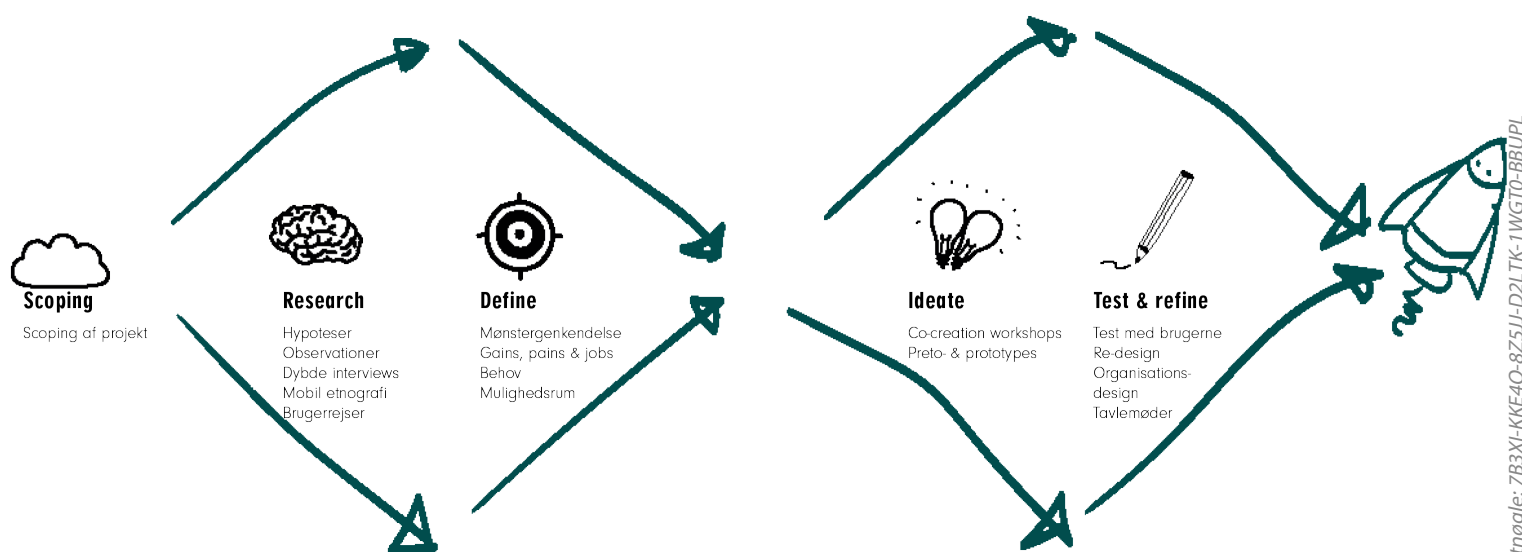 Scoping
Scoping af projekt
Research
Hypoteser
Observationer
Dybde interviews
Mobil etnografi
Brugerrejser
Define
Mønstergenkendelse
Gains, pains & jobs
Behov
Mulighedsrum
Ideate
Co-creation workshops
Preto- & prototypes
Test & refine
Test med brugerne
Re-design
Organisations-
design
Tavlemøder